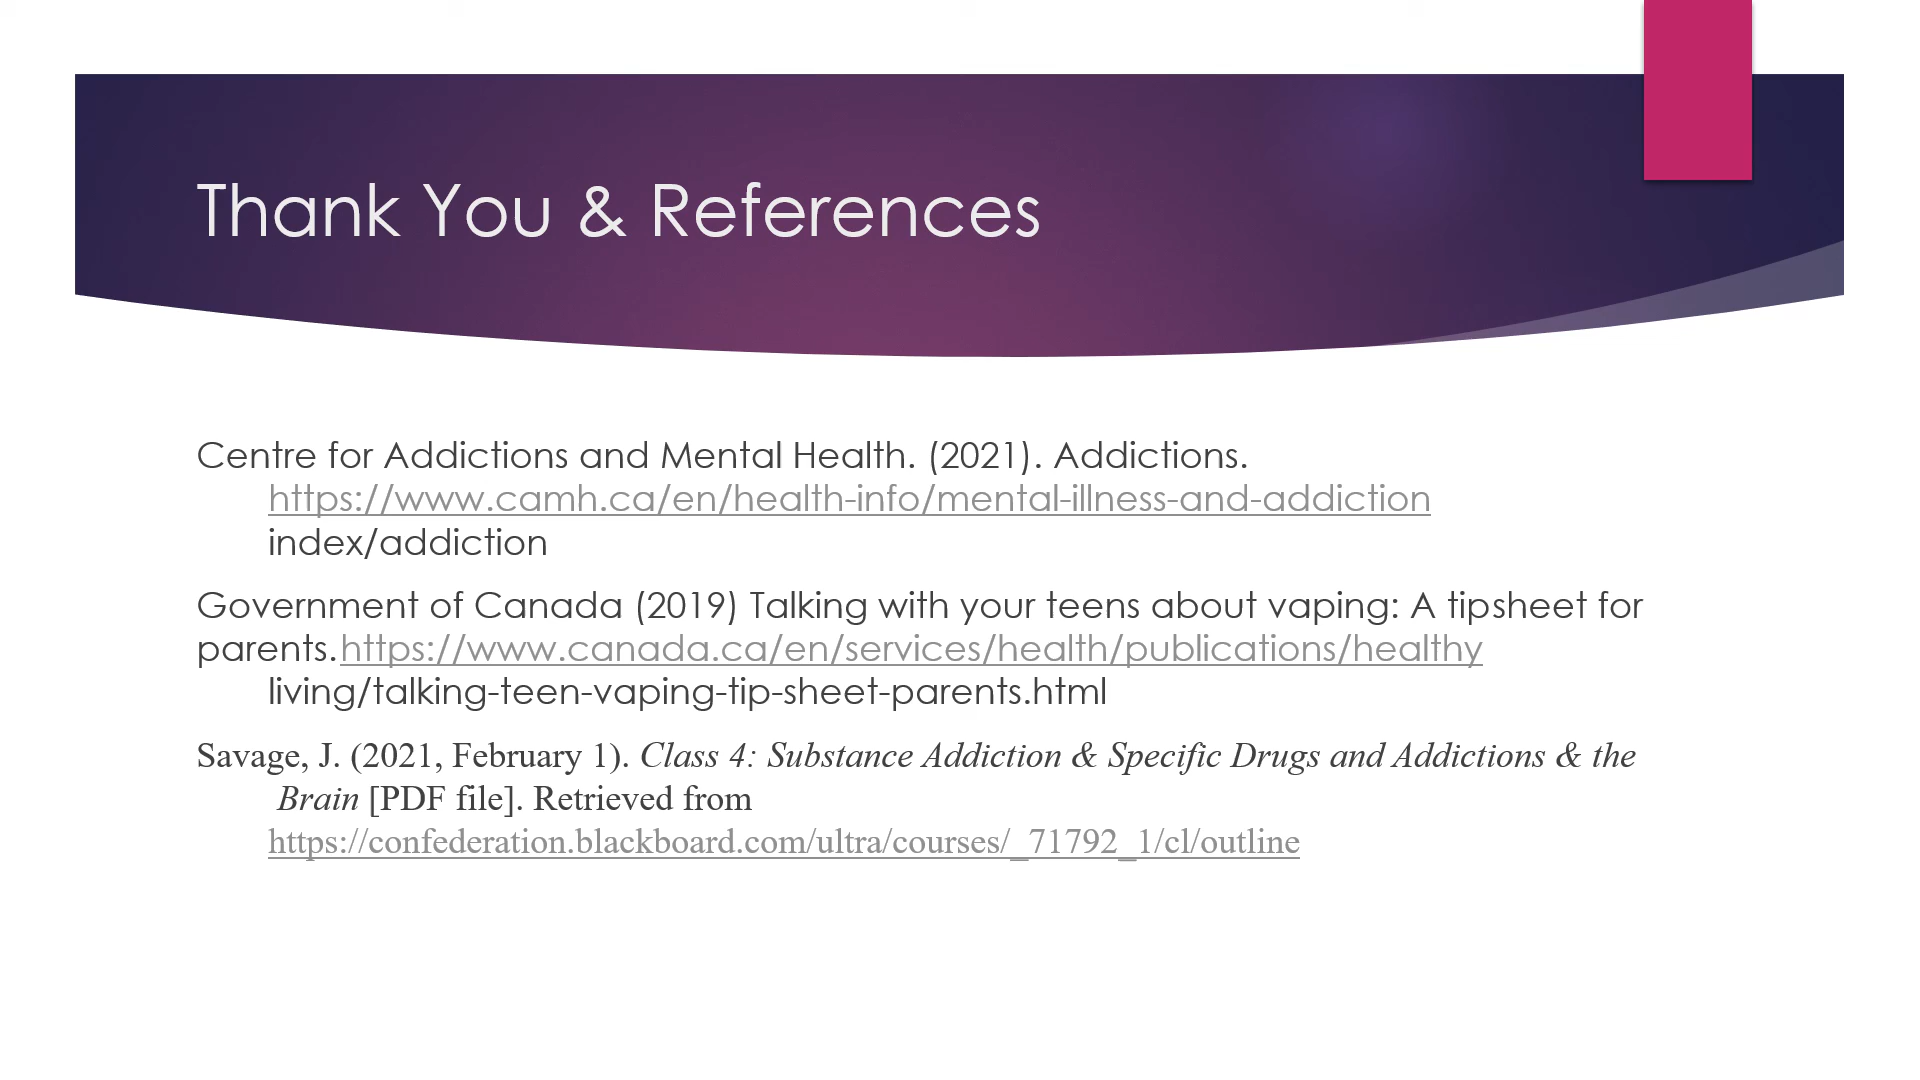 Thank You & References
Centre for Addictions and Mental Health. (2021). Addictions.
https://www.camh.ca/en/health-info/mental-illness-and-addiction
index/addiction
Government of Canada (2019) Talking with your teens about vaping: A tipsheet for
parents.https://www.canada.ca/en/services/health/publications/healthy
living/talking-teen-vaping-tip-sheet-parents.html
Savage, J. (2021, February 1). Class 4: Substance Addiction & Specific Drugs and Addictions & the
Brain [PDF file]. Retrieved from
https://confederation.blackboard.com/ultra/courses/_71792_1/cl/outline